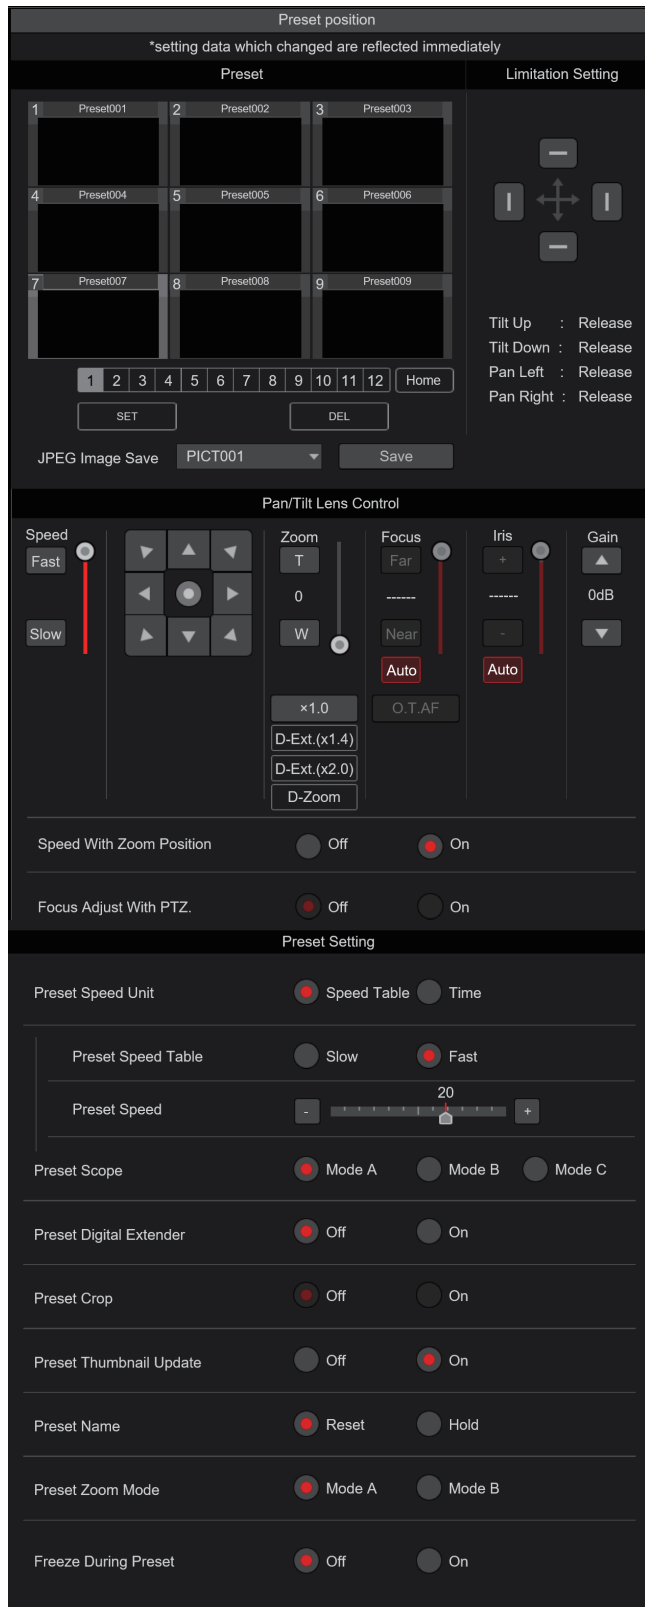 Preset position
*setting data which changed are reflected immediately
Preset Limitation Setting
1 Preset001 2 Preset002 3 Preset003
4 Preset004 5 Preset005 6 Preset006
7 Preset007 8 Preset008 9 Preset009
1 2 3 4 5 6 7 8 9 10 11 12 Home
SET DEL
Tilt Up : Release
Tilt Down : Release
Pan Left : Release
Pan Right : Release
JPEG Image Save PICT001 Save
Pan/Tilt Lens Control
Speed Zoom Focus Iris Gain
Fast T Far +
0 ------ ------ 0dB
Slow W Near -
Auto Auto
×1.0 O.T.AF
D-Ext.(x1.4)
D-Ext.(x2.0)
D-Zoom
Speed With Zoom Position Off On
Focus Adjust With PTZ. Off On
Preset Setting
Preset Speed Unit Speed Table Time
Preset Speed Table Slow Fast
20
Preset Speed - +
Preset Scope Mode A Mode B Mode C
Preset Digital Extender Off On
Preset Crop Off On
Preset Thumbnail Update Off On
Preset Name Reset Hold
Preset Zoom Mode Mode A Mode B
Freeze During Preset Off On